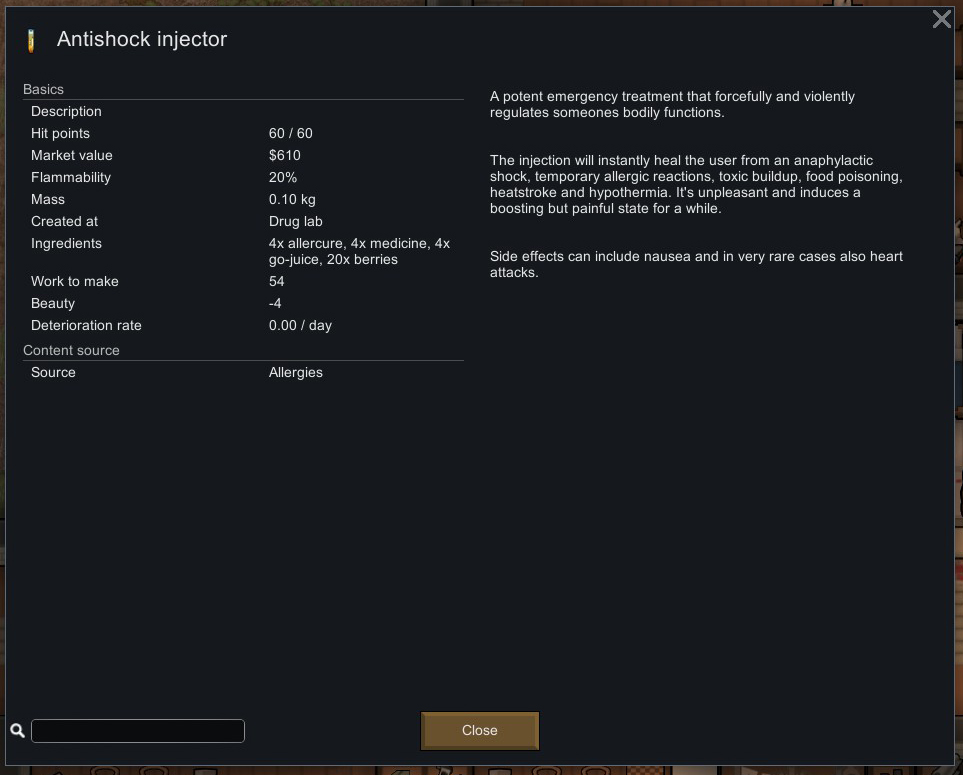 Antishock injector
Basics
Description
Hit points 60 / 60
Market value $610
Flammability 20%
Mass 0.10 kg
Created at Drug lab
Ingredients 4x allercure, 4x medicine, 4x
go-juice, 20x berries
Work to make 54
Beauty -4
Deterioration rate 0.00 / day
Content source
Source Allergies
A potent emergency treatment that forcefully and violently
regulates someones bodily functions.
The injection will instantly heal the user from an anaphylactic
shock, temporary allergic reactions, toxic buildup, food poisoning,
heatstroke and hypothermia. It's unpleasant and induces a
boosting but painful state for a while.
Side effects can include nausea and in very rare cases also heart
attacks.
Close